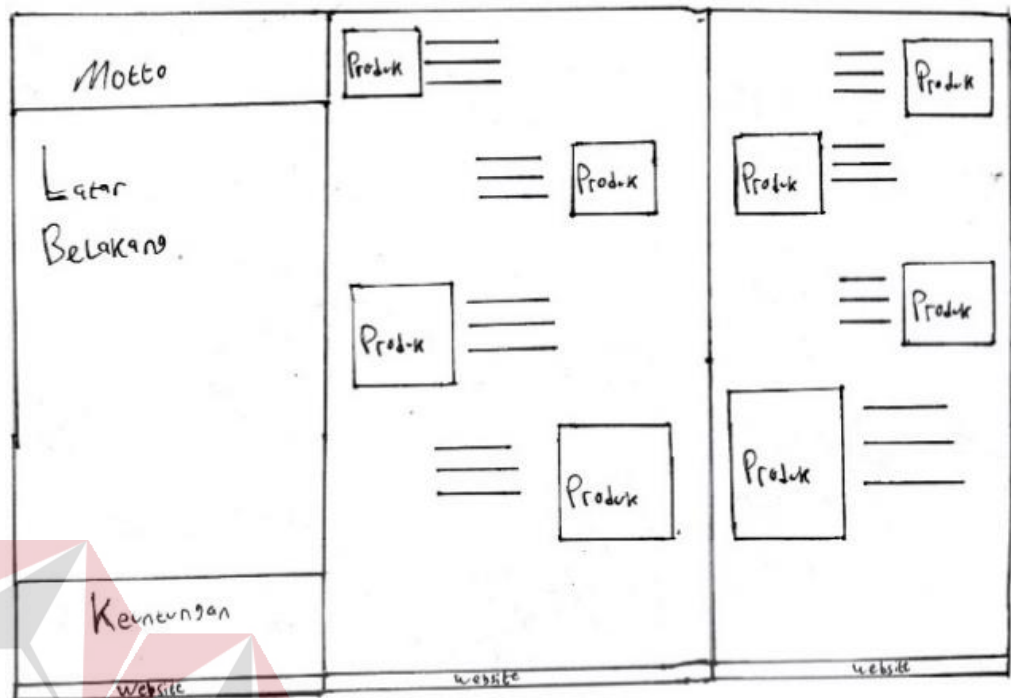 Motto
Latar
Belakang.
Keuntungan
Website
Produk
Produk
Produk
Produk
Website
Produk
Produk
Produk
Produk
Website